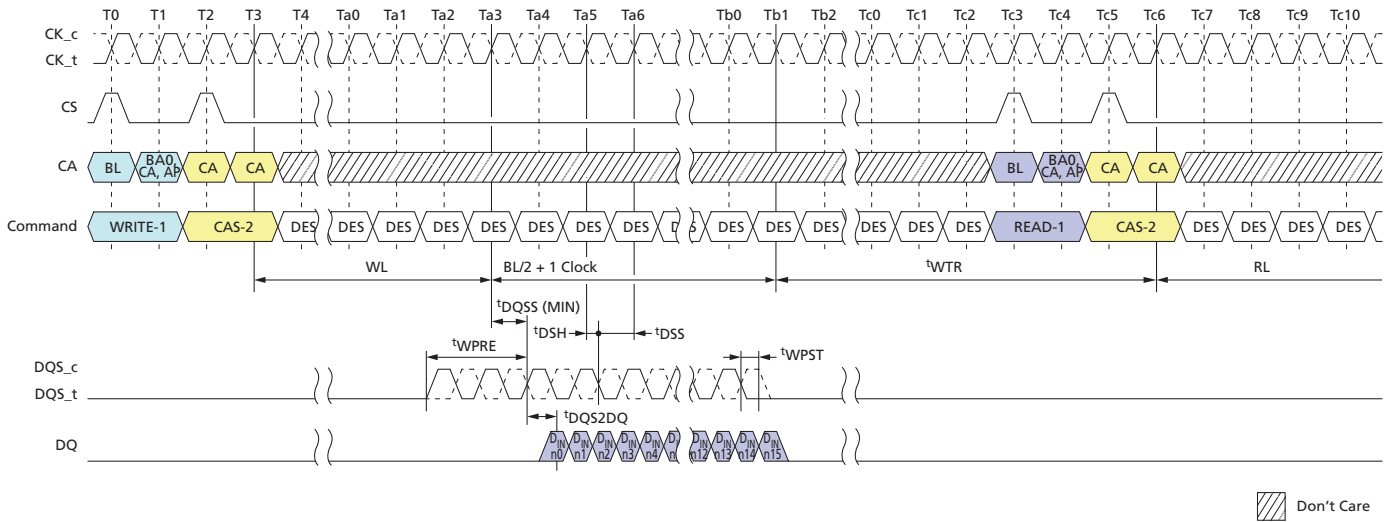 T0 T1 T2 T3 T4 Ta0 Ta1 Ta2 Ta3 Ta4 Ta5 Ta6 Tb0 Tb1 Tb2 Tc0 Tc1 Tc2 Tc3 Tc4 Tc5 Tc6 Tc7 Tc8 Tc9 Tc10
CK_c
CK_t
CS
CA BL BA0, CA, AP CA CA BL BA0, CA, AP CA CA
Command WRITE-1 CAS-2 DES DES DES DES DES DES DES DES DES DES DES DES DES DES READ-1 CAS-2 DES DES DES DES
WL BL/2 + 1 Clock tWTR RL
tDQSS (MIN)
tDSH tDSS
tWPRE tWPST
DQS_c
DQS_t
tDQS2DQ
DQ DIN n0 DIN n1 DIN n2 DIN n3 DIN n4 DIN n12 DIN n13 DIN n14 DIN n15
Don't Care